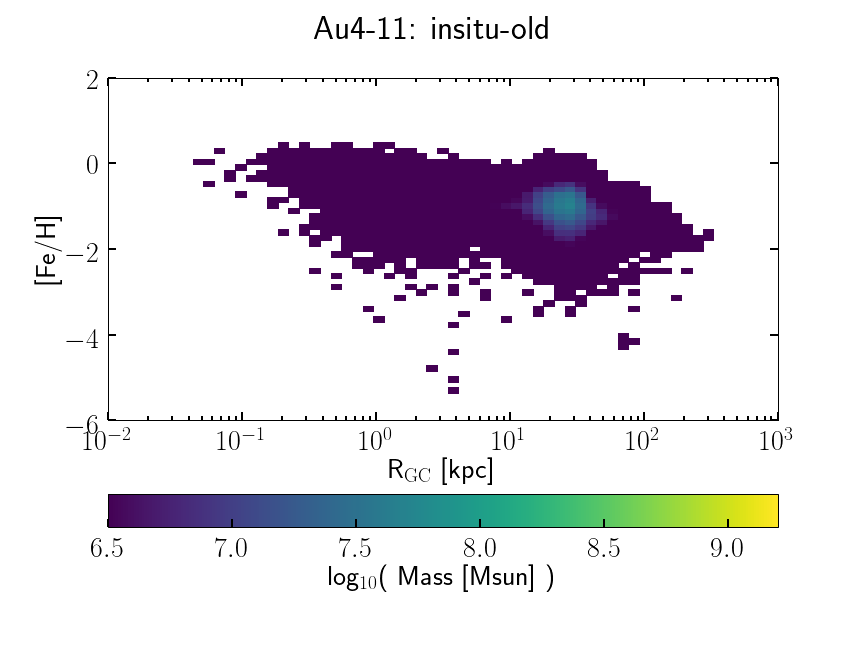 Au4-11: insitu-old
2
0
−2
−4
−6
[Fe/H]
10⁻² 10⁻¹ 10⁰ 10¹ 10² 10³
R_GC [kpc]
6.5 7.0 7.5 8.0 8.5 9.0
log₁₀( Mass [Msun] )